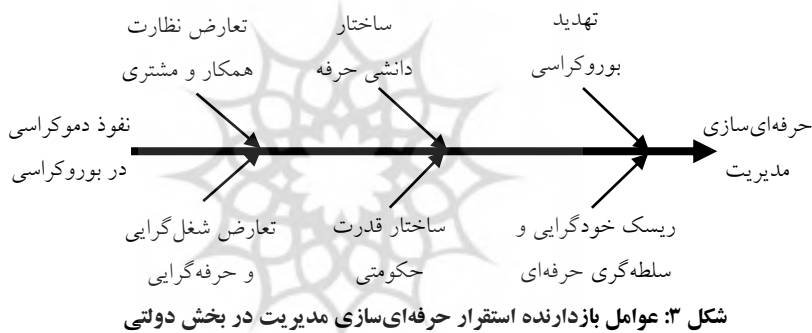 تهدید
بوروکراسی
ساختار
دانشی حرفه
تعارض نظارت
همکار و مشتری
حرفه‌ای‌سازی
مدیریت
نفوذ دموکراسی
در بوروکراسی
ریسک خودگرایی و
سلطه‌گری حرفه‌ای
ساختار قدرت
حکومتی
تعارض شغل‌گرایی
و حرفه‌گرایی
شکل ۳: عوامل بازدارنده استقرار حرفه‌ای‌سازی مدیریت در بخش دولتی